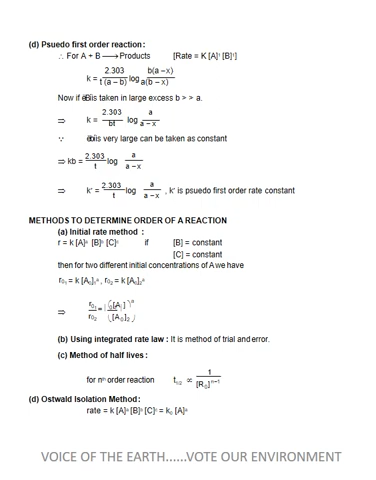 (d) Psuedo first order reaction:
∴ For A + B ⟶ Products [Rate = K [A]¹ [B]¹]
k = 2.303 / t (a – b) log b(a – x) / a(b – x)
Now if 'B' is taken in large excess b > > a.
⇒ k = 2.303 / bt log a / a – x
∵ 'b' is very large can be taken as constant
⇒ kb = 2.303 / t log a / a – x
⇒ k' = 2.303 / t log a / a – x , k' is psuedo first order rate constant
METHODS TO DETERMINE ORDER OF A REACTION
(a) Initial rate method :
r = k [A]ᵃ [B]ᵇ [C]ᶜ if [B] = constant
[C] = constant
then for two different initial concentrations of A we have
r₀₁ = k [A₀]₁ᵃ , r₀₂ = k [A₀]₂ᵃ
⇒ r₀₁ / r₀₂ = ([A₀]₁ / [A₀]₂)ᵃ
(b) Using integrated rate law : It is method of trial and error.
(c) Method of half lives :
for nᵗʰ order reaction t₁/₂ ∝ 1 / [R₀]ⁿ⁻¹
(d) Ostwald Isolation Method :
rate = k [A]ᵃ [B]ᵇ [C]ᶜ = k₀ [A]ᵃ
VOICE OF THE EARTH......VOTE OUR ENVIRONMENT